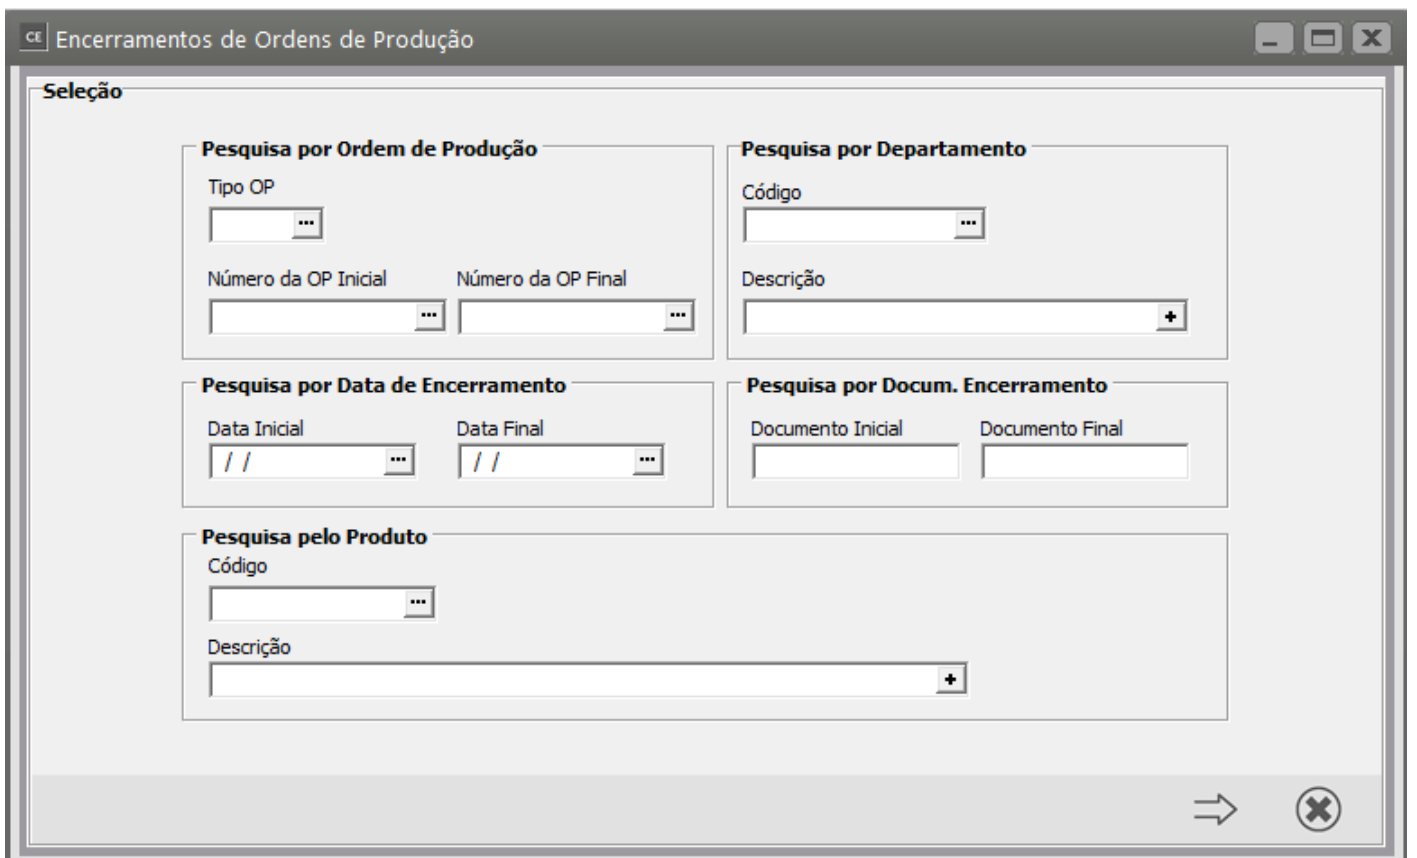 CE Encerramentos de Ordens de Produção
Seleção
Pesquisa por Ordem de Produção
Tipo OP
...
Número da OP Inicial Número da OP Final
... ...
Pesquisa por Departamento
Código
...
Descrição
+
Pesquisa por Data de Encerramento
Data Inicial Data Final
/ / ... / / ...
Pesquisa por Docum. Encerramento
Documento Inicial Documento Final
Pesquisa pelo Produto
Código
...
Descrição
+